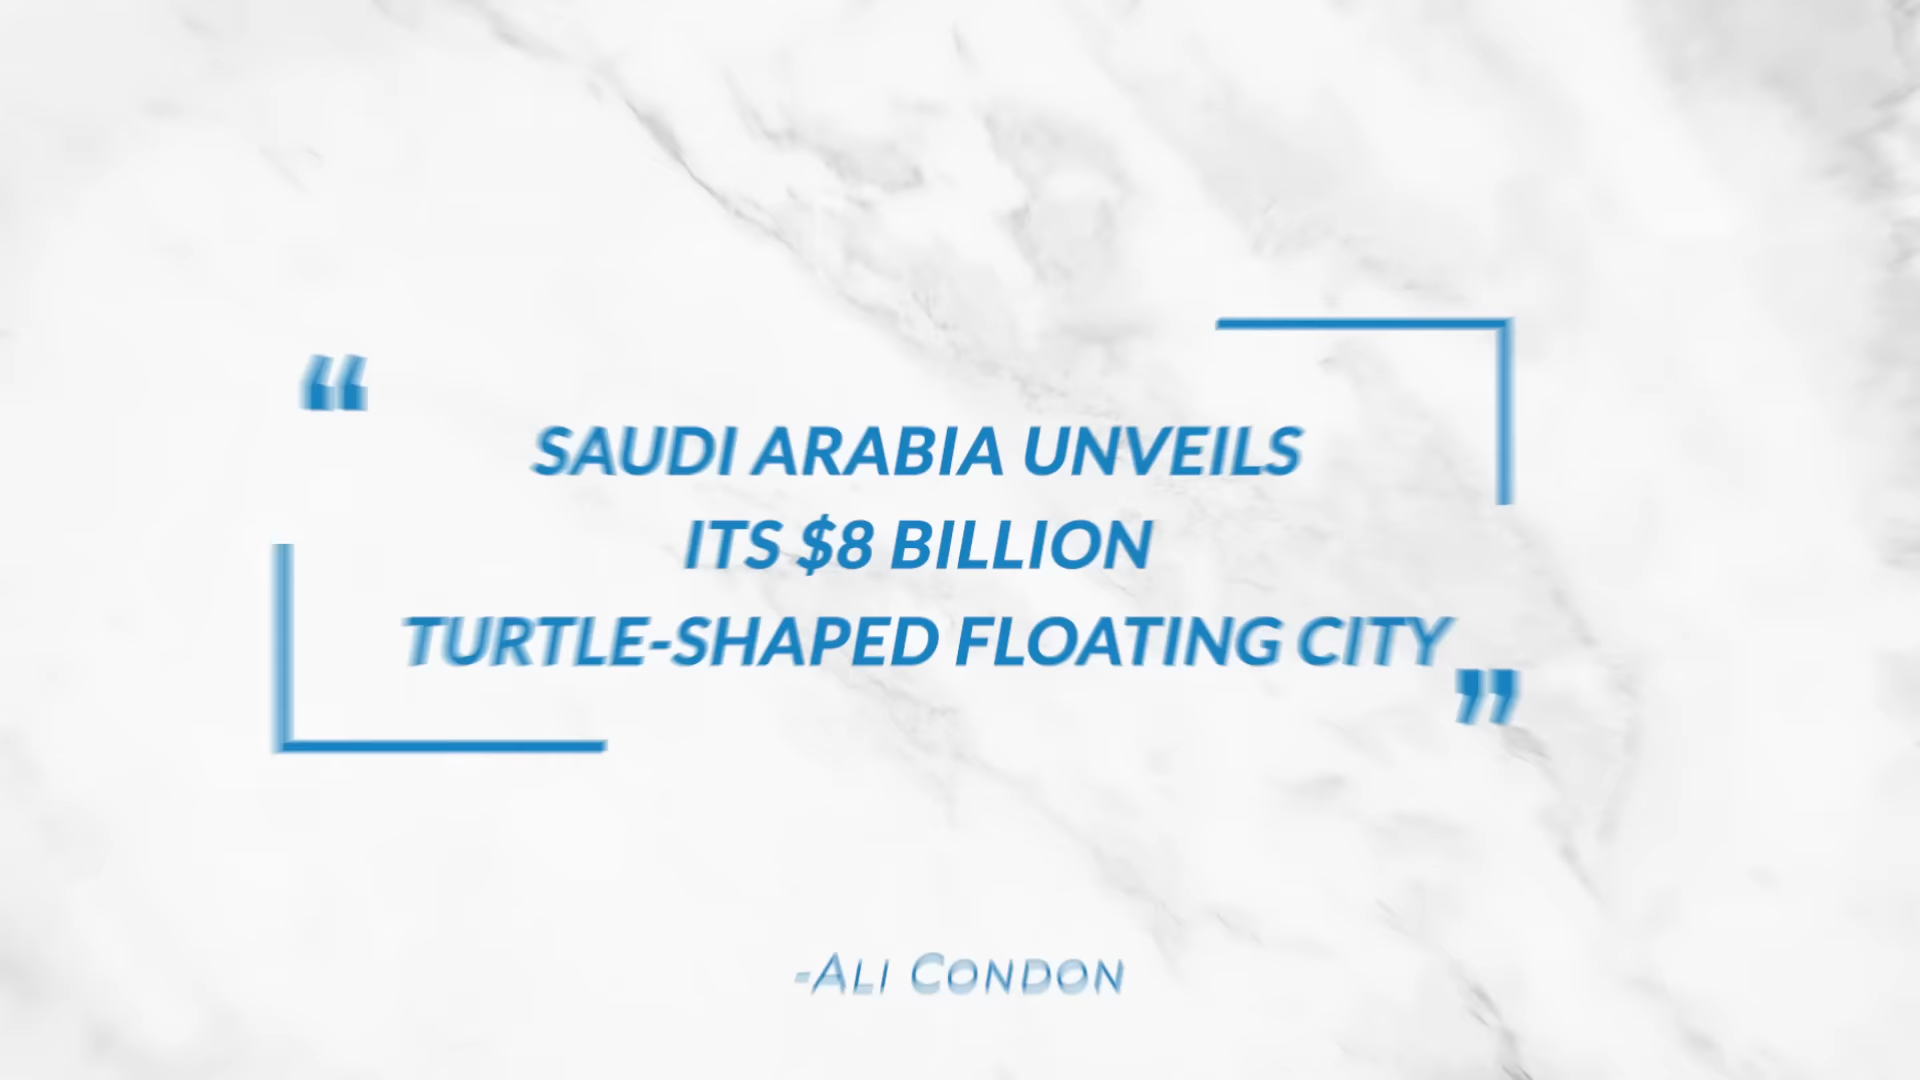 “
SAUDI ARABIA UNVEILS
ITS $8 BILLION
TURTLE-SHAPED FLOATING CITY
”
-ALI CONDON